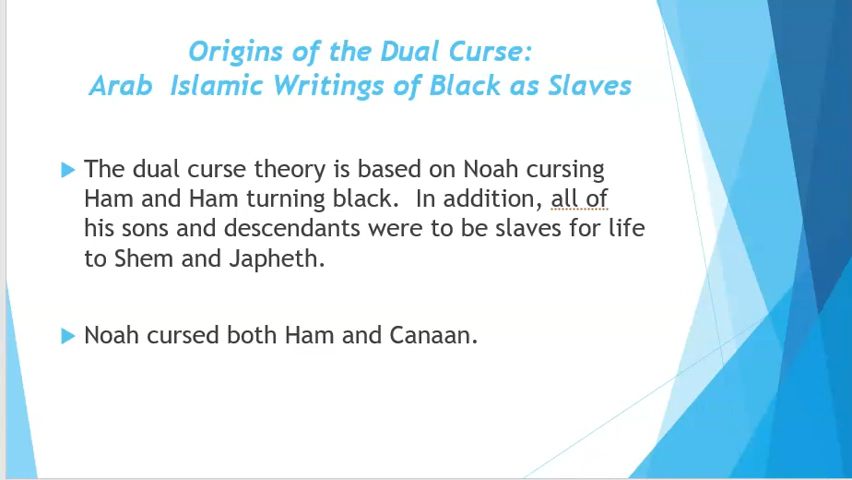 Origins of the Dual Curse:
Arab  Islamic Writings of Black as Slaves
The dual curse theory is based on Noah cursing
Ham and Ham turning black.  In addition, all of
his sons and descendants were to be slaves for life
to Shem and Japheth.
Noah cursed both Ham and Canaan.